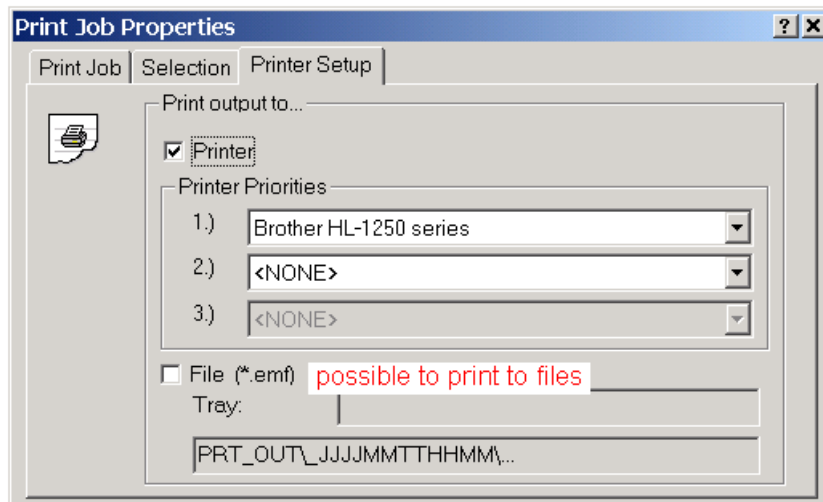 Print Job Properties
Print Job Selection Printer Setup
Print output to...
Printer
Printer Priorities
1.) Brother HL-1250 series
2.) <NONE>
3.) <NONE>
File (*.emf) possible to print to files
Tray:
PRT_OUT\_JJJJMMTTHHMM\...